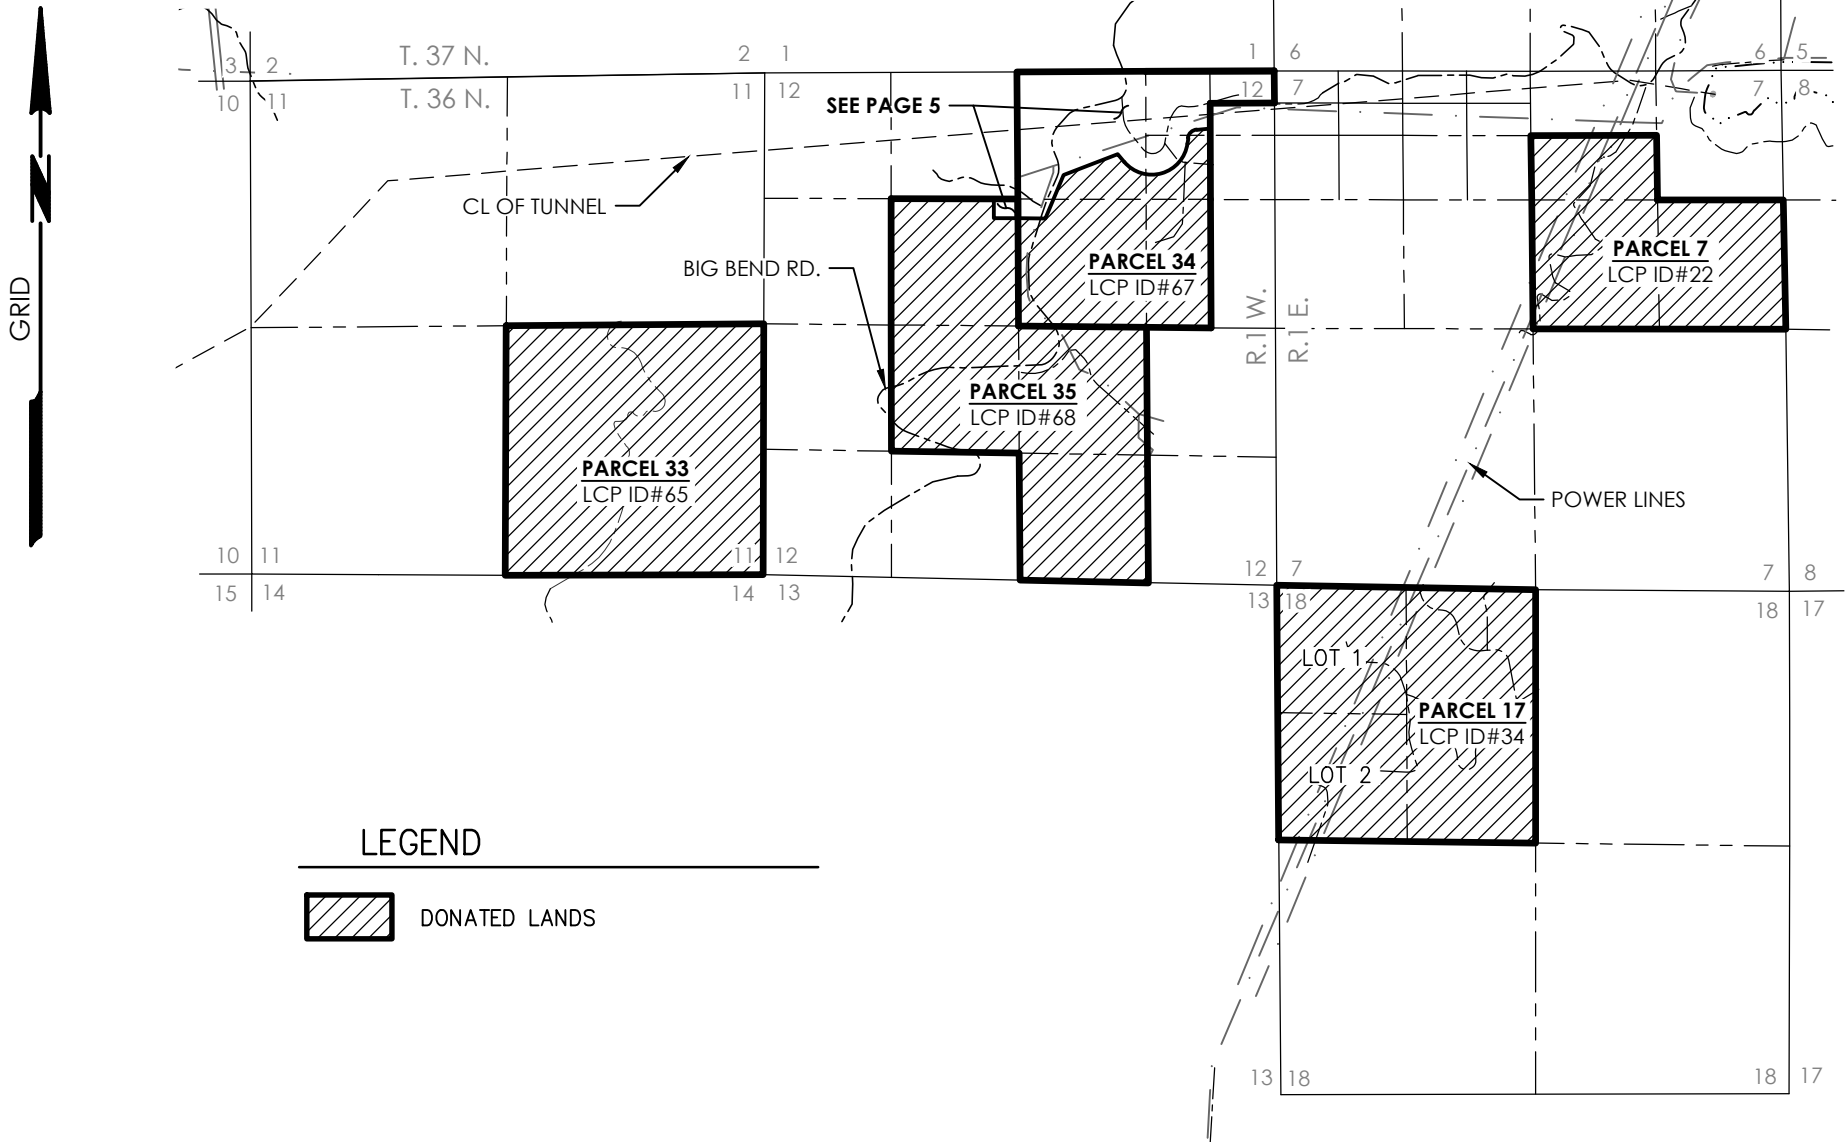 T. 37 N.
T. 36 N.
3 2
10 11
2 1
11 12
1 6
12 7
6 5
7 8
SEE PAGE 5
N
GRID
CL OF TUNNEL
BIG BEND RD.
PARCEL 34
LCP ID#67
PARCEL 7
LCP ID#22
R.1 W.
R.1 E.
PARCEL 35
LCP ID#68
PARCEL 33
LCP ID#65
POWER LINES
10 11
15 14
11 12
14 13
12 7
13 18
7 8
18 17
LOT 1
PARCEL 17
LCP ID#34
LOT 2
LEGEND
DONATED LANDS
13 18
18 17